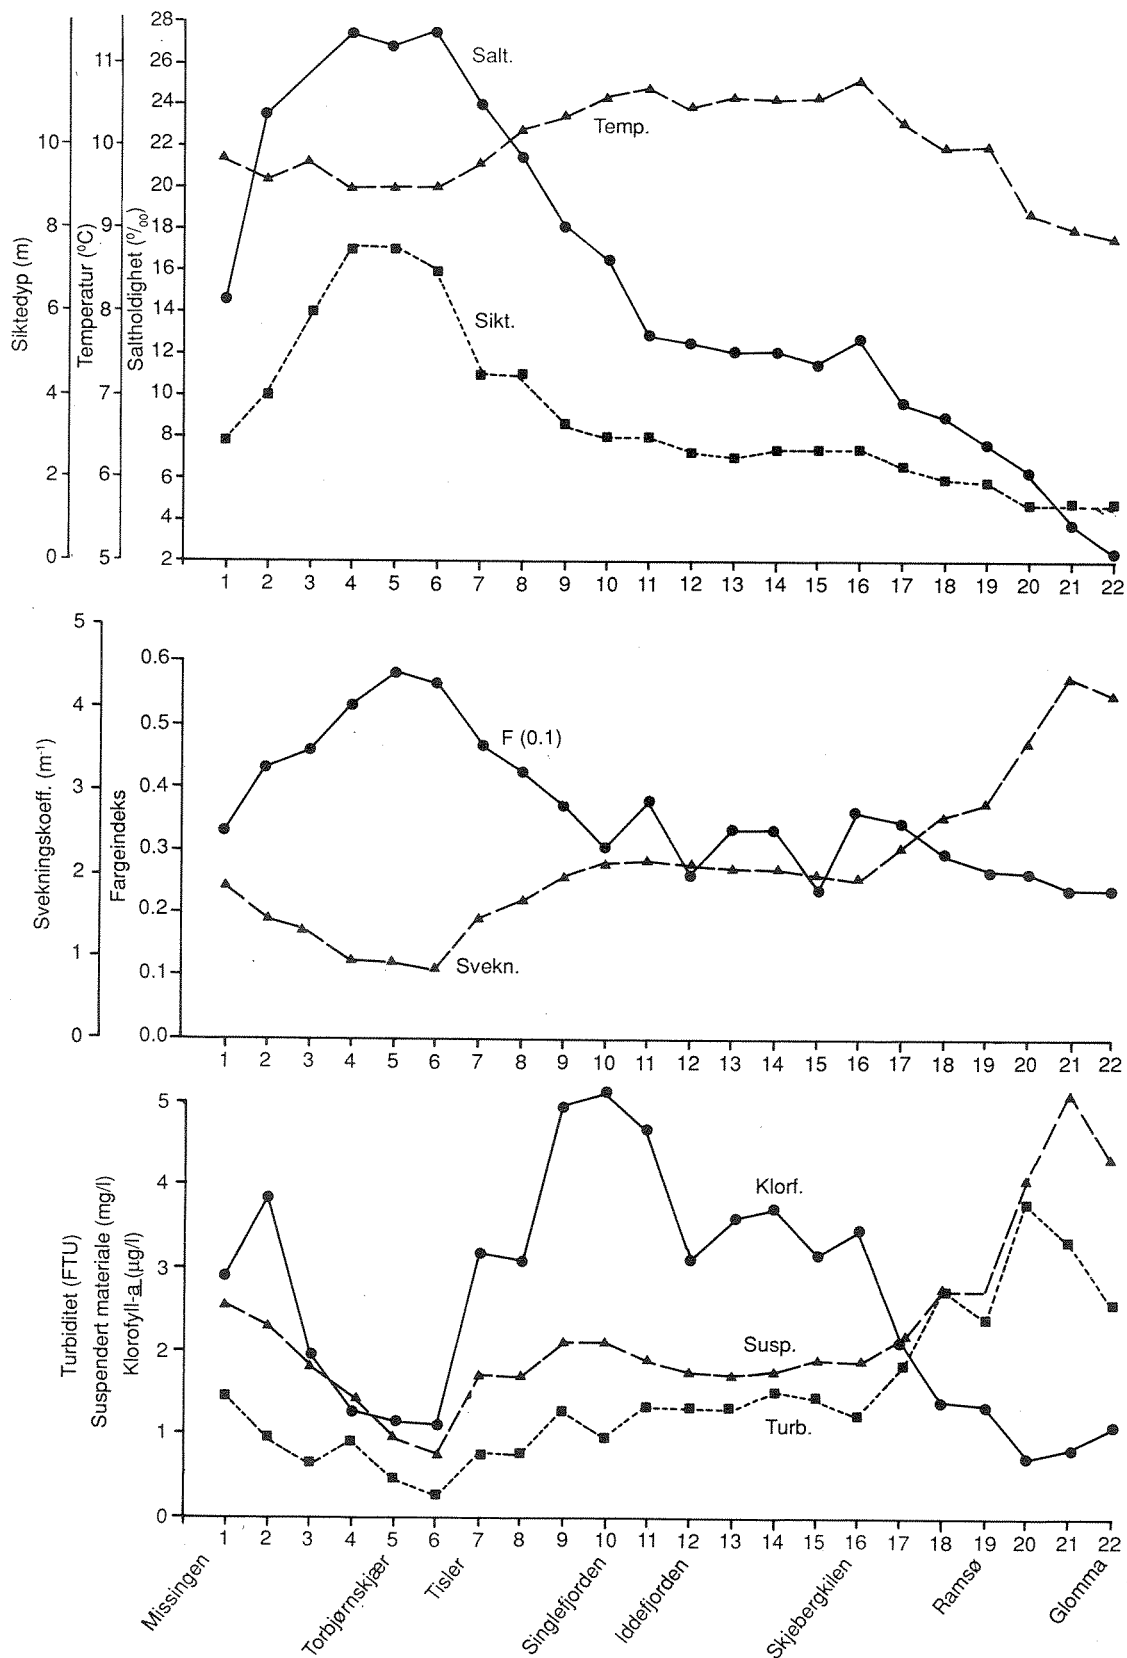 Siktedyp (m)
10
8
6
4
2
0
Temperatur (°C)
11
10
9
8
7
6
5
Saltholdighet (°/oo)
28
26
24
22
20
18
16
14
12
10
8
6
4
2
Salt.
Temp.
Sikt.
1 2 3 4 5 6 7 8 9 10 11 12 13 14 15 16 17 18 19 20 21 22
Svekningskoeff. (m⁻¹)
5
4
3
2
1
0
Fargeindeks
0.6
0.5
0.4
0.3
0.2
0.1
0.0
F (0.1)
Svekn.
1 2 3 4 5 6 7 8 9 10 11 12 13 14 15 16 17 18 19 20 21 22
Turbiditet (FTU)
Suspendert materiale (mg/l)
Klorofyll-a (µg/l)
5
4
3
2
1
0
Klorf.
Susp.
Turb.
1 2 3 4 5 6 7 8 9 10 11 12 13 14 15 16 17 18 19 20 21 22
Missingen
Torbjørnskjær
Tisler
Singlefjorden
Iddefjorden
Skjebergkilen
Ramsø
Glomma